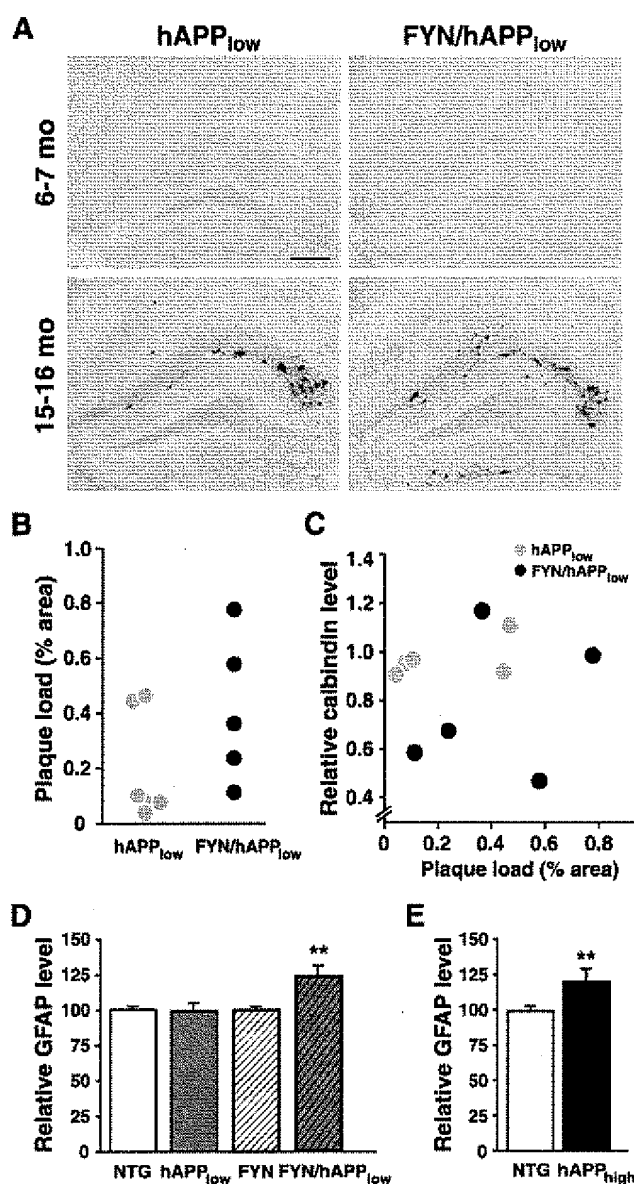 A
hAPPlow FYN/hAPPlow
6-7 mo
15-16 mo
B
Plaque load (% area)
1.0
0.8
0.6
0.4
0.2
0
hAPPlow FYN/hAPPlow
C
hAPPlow
FYN/hAPPlow
Relative calbindin level
1.4
1.2
1.0
0.8
0.6
0.4
0 0.2 0.4 0.6 0.8
Plaque load (% area)
D
Relative GFAP level
150
125
100
75
50
25
0
**
NTG hAPPlow FYN FYN/hAPPlow
E
Relative GFAP level
150
125
100
75
50
25
0
**
NTG hAPPhigh